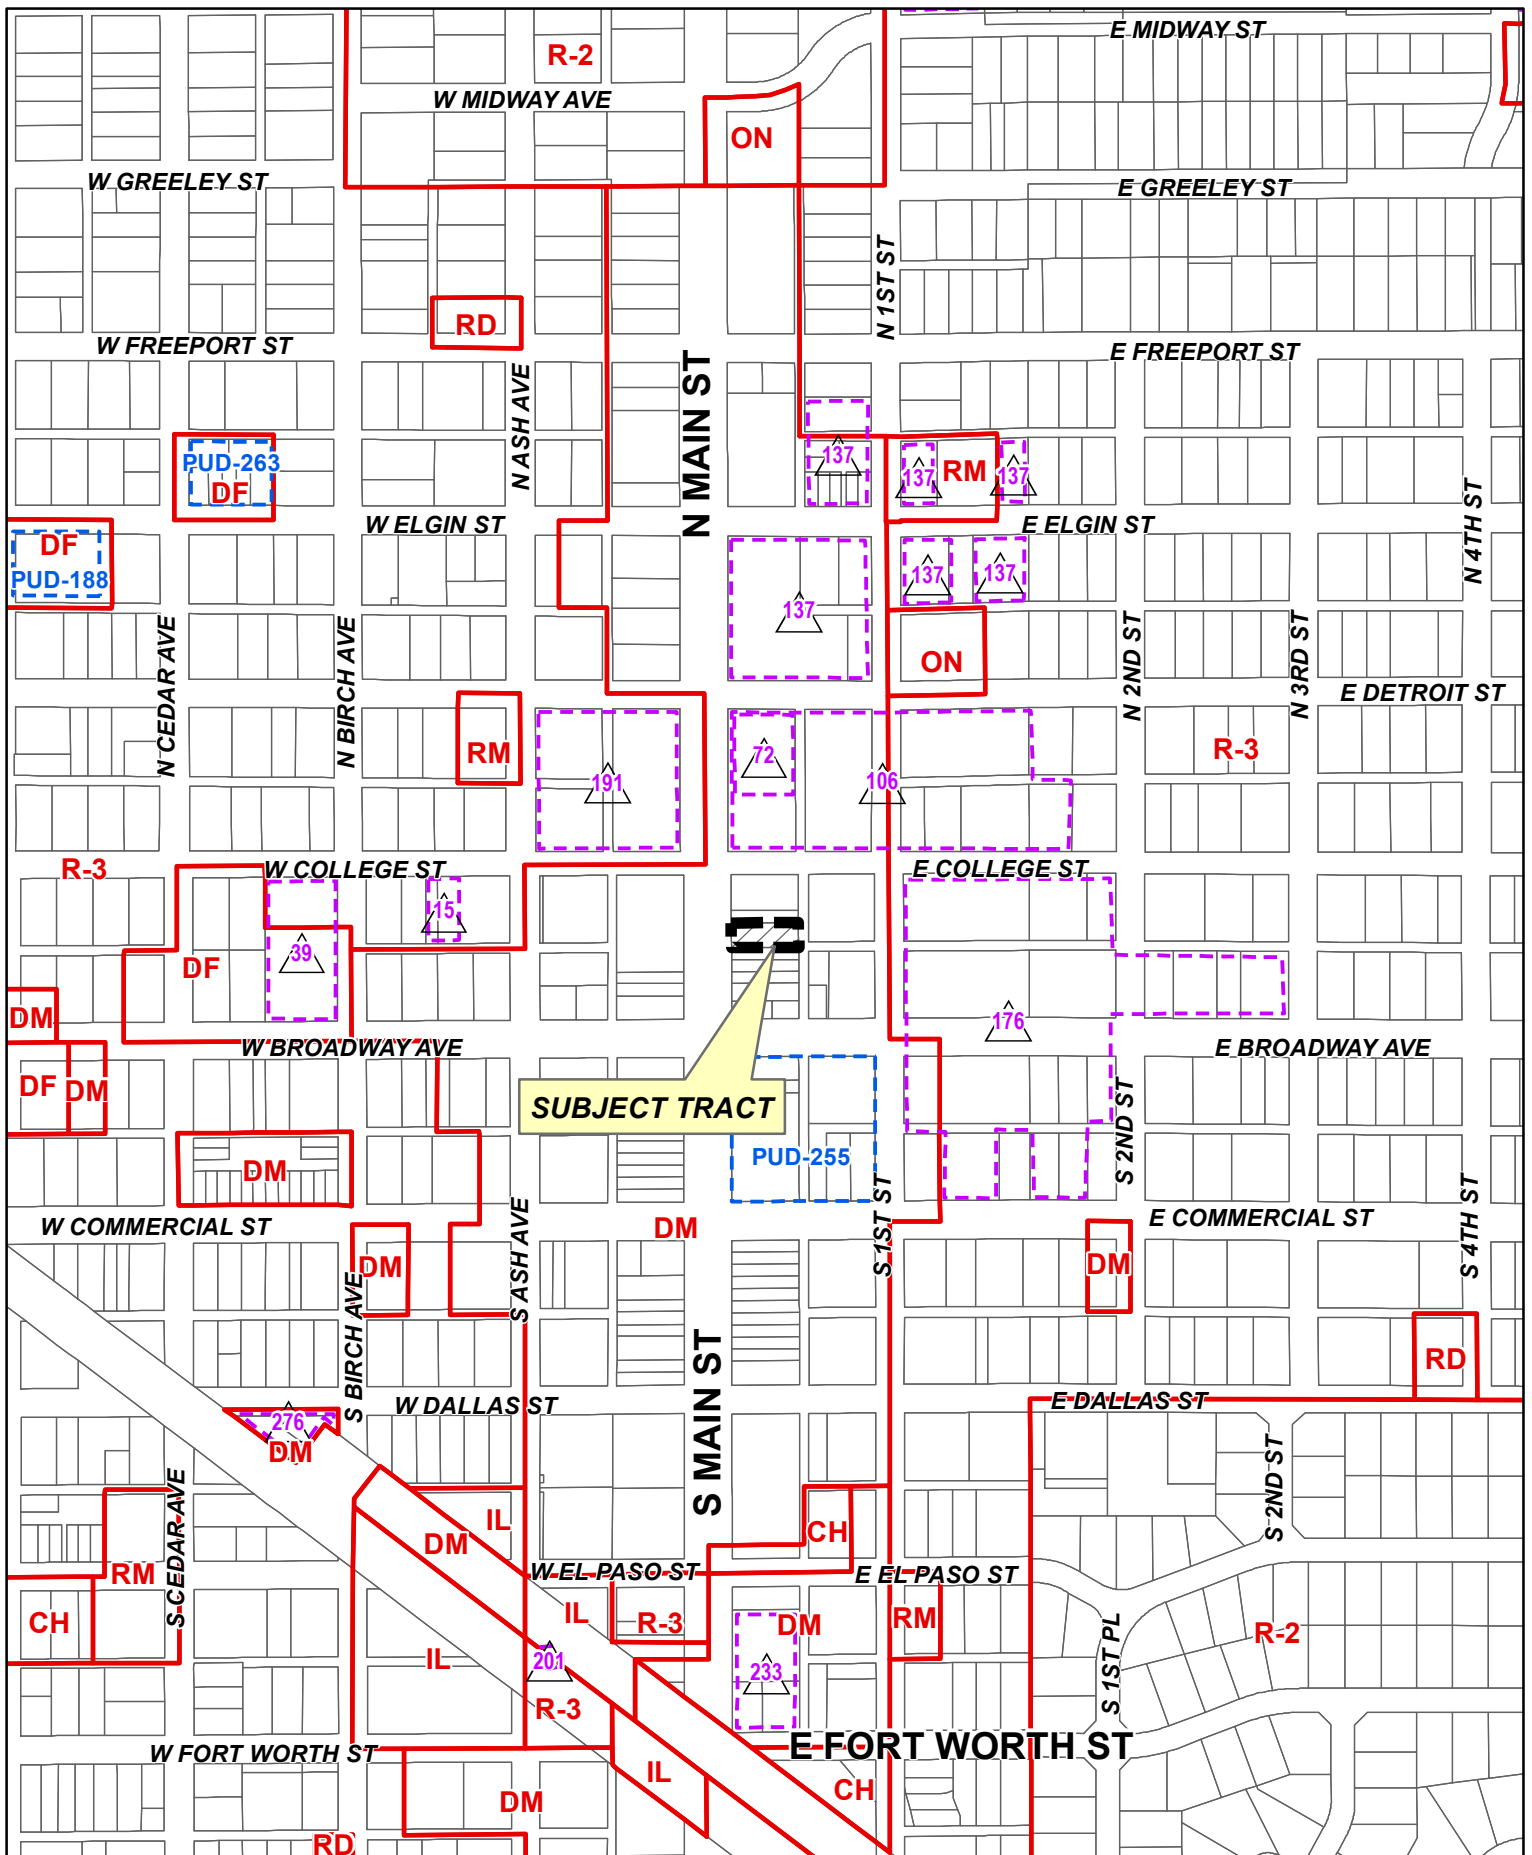 E MIDWAY ST
R-2
W MIDWAY AVE
ON
W GREELEY ST
E GREELEY ST
N 1ST ST
RD
W FREEPORT ST
E FREEPORT ST
N MAIN ST
N ASH AVE
137
137
RM
137
PUD-263
DF
N 4TH ST
W ELGIN ST
E ELGIN ST
DF
PUD-188
137
137
137
N CEDAR AVE
N BIRCH AVE
ON
N 2ND ST
N 3RD ST
E DETROIT ST
RM
191
72
106
R-3
R-3
W COLLEGE ST
E COLLEGE ST
15
39
DF
DM
176
W BROADWAY AVE
E BROADWAY AVE
DF
DM
SUBJECT TRACT
S 2ND ST
PUD-255
DM
S 1ST ST
S 4TH ST
W COMMERCIAL ST
DM
E COMMERCIAL ST
DM
S ASH AVE
DM
S BIRCH AVE
S MAIN ST
RD
W DALLAS ST
E DALLAS ST
276
DM
S 2ND ST
S CEDAR AVE
IL
DM
CH
W EL PASO ST
E EL PASO ST
RM
IL
R-3
DM
RM
CH
R-2
S 1ST PL
IL
201
233
R-3
W FORT WORTH ST
E FORT WORTH ST
IL
CH
DM
RD